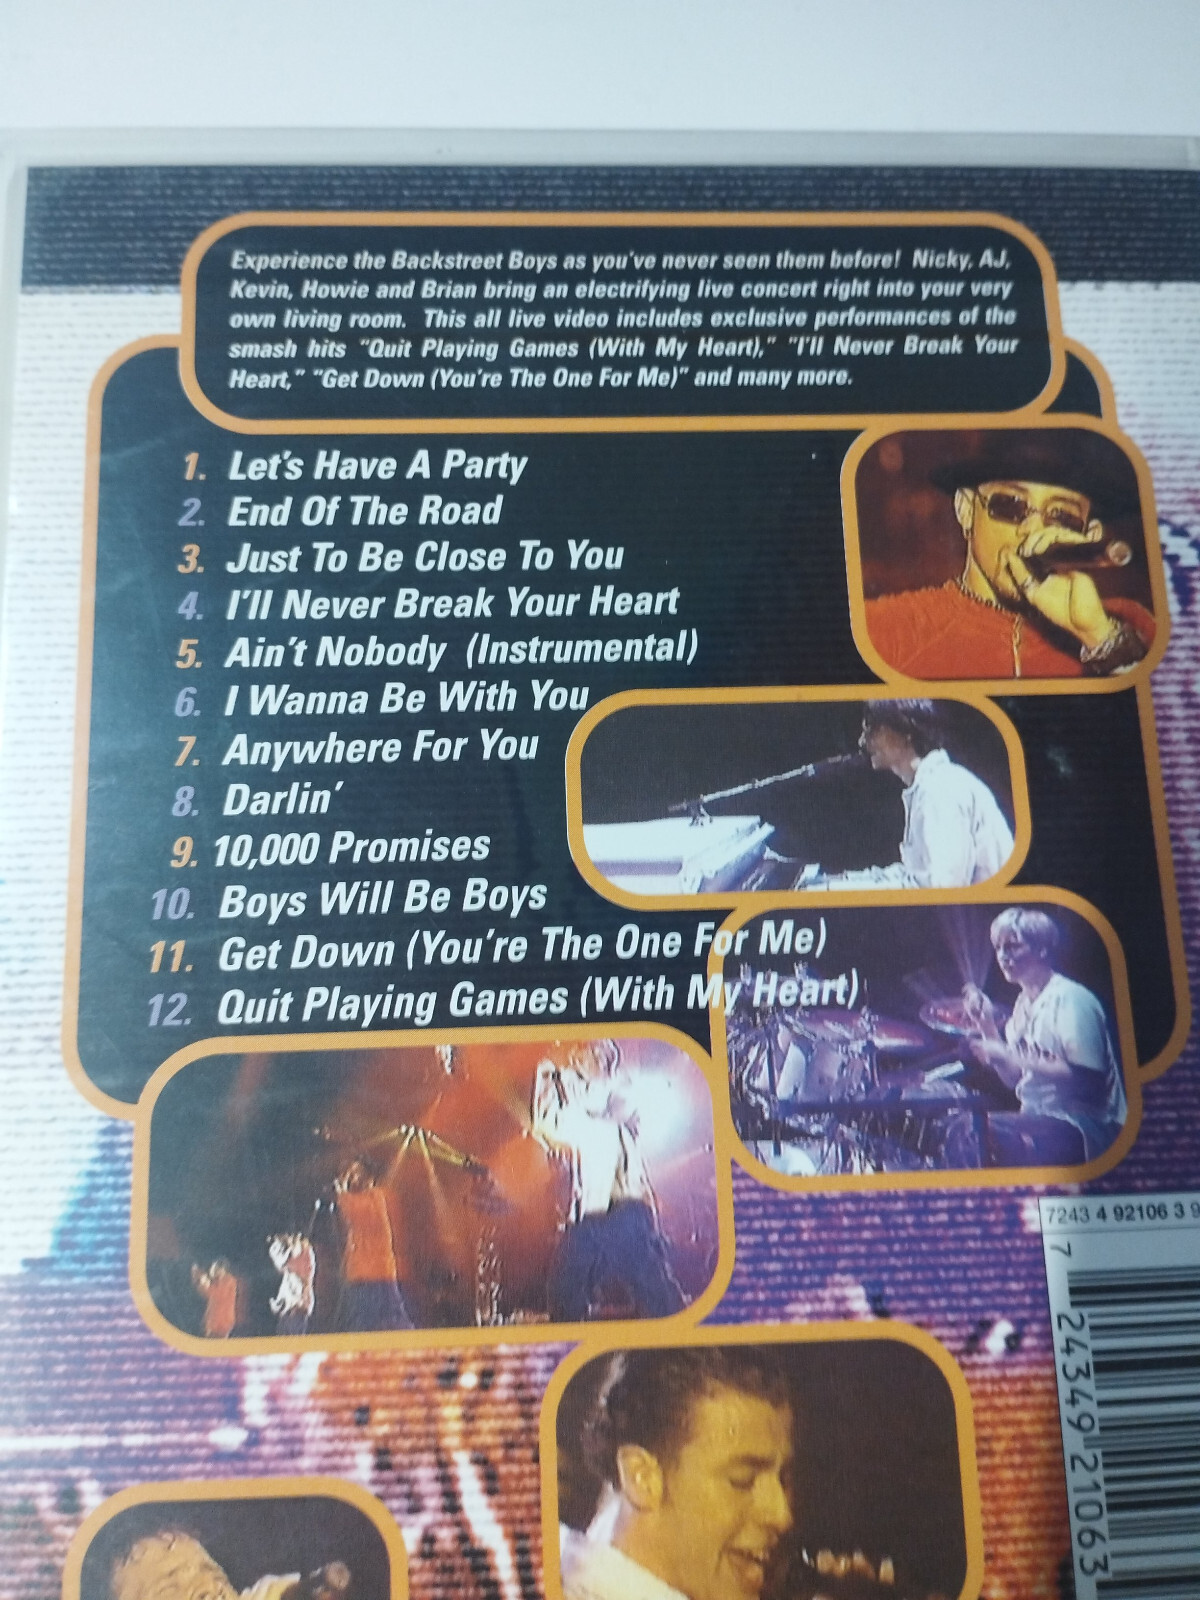 Experience the Backstreet Boys as you've never seen them before! Nicky, AJ,
Kevin, Howie and Brian bring an electrifying live concert right into your very
own living room. This all live video includes exclusive performances of the
smash hits "Quit Playing Games (With My Heart)," "I'll Never Break Your
Heart," "Get Down (You're The One For Me)" and many more.
1. Let's Have A Party
2. End Of The Road
3. Just To Be Close To You
4. I'll Never Break Your Heart
5. Ain't Nobody (Instrumental)
6. I Wanna Be With You
7. Anywhere For You
8. Darlin'
9. 10,000 Promises
10. Boys Will Be Boys
11. Get Down (You're The One For Me)
12. Quit Playing Games (With My Heart)
7243 4 92106 3 9
7 24349 21063